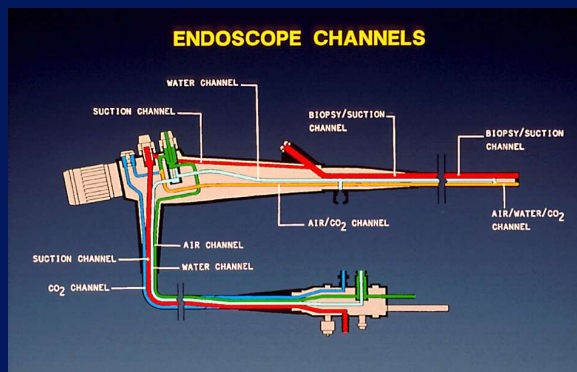 ENDOSCOPE CHANNELS
WATER CHANNEL
SUCTION CHANNEL
BIOPSY/SUCTION
CHANNEL
BIOPSY/SUCTION
CHANNEL
AIR/CO₂ CHANNEL
AIR/WATER/CO₂
CHANNEL
AIR CHANNEL
SUCTION CHANNEL
WATER CHANNEL
CO₂ CHANNEL